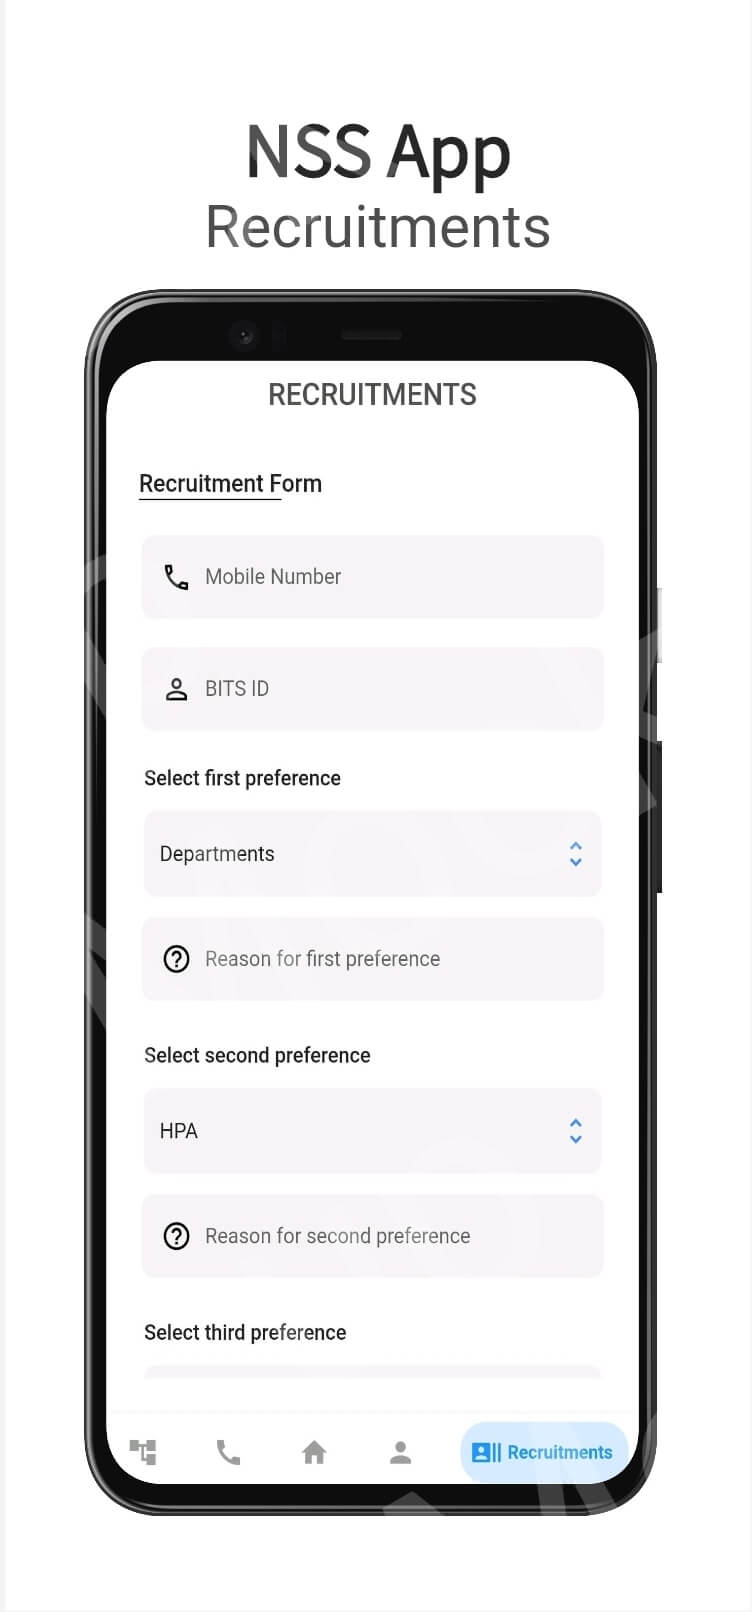 NSS App
Recruitments
RECRUITMENTS
Recruitment Form
Mobile Number
BITS ID
Select first preference
Departments
Reason for first preference
Select second preference
HPA
Reason for second preference
Select third preference
Recruitments